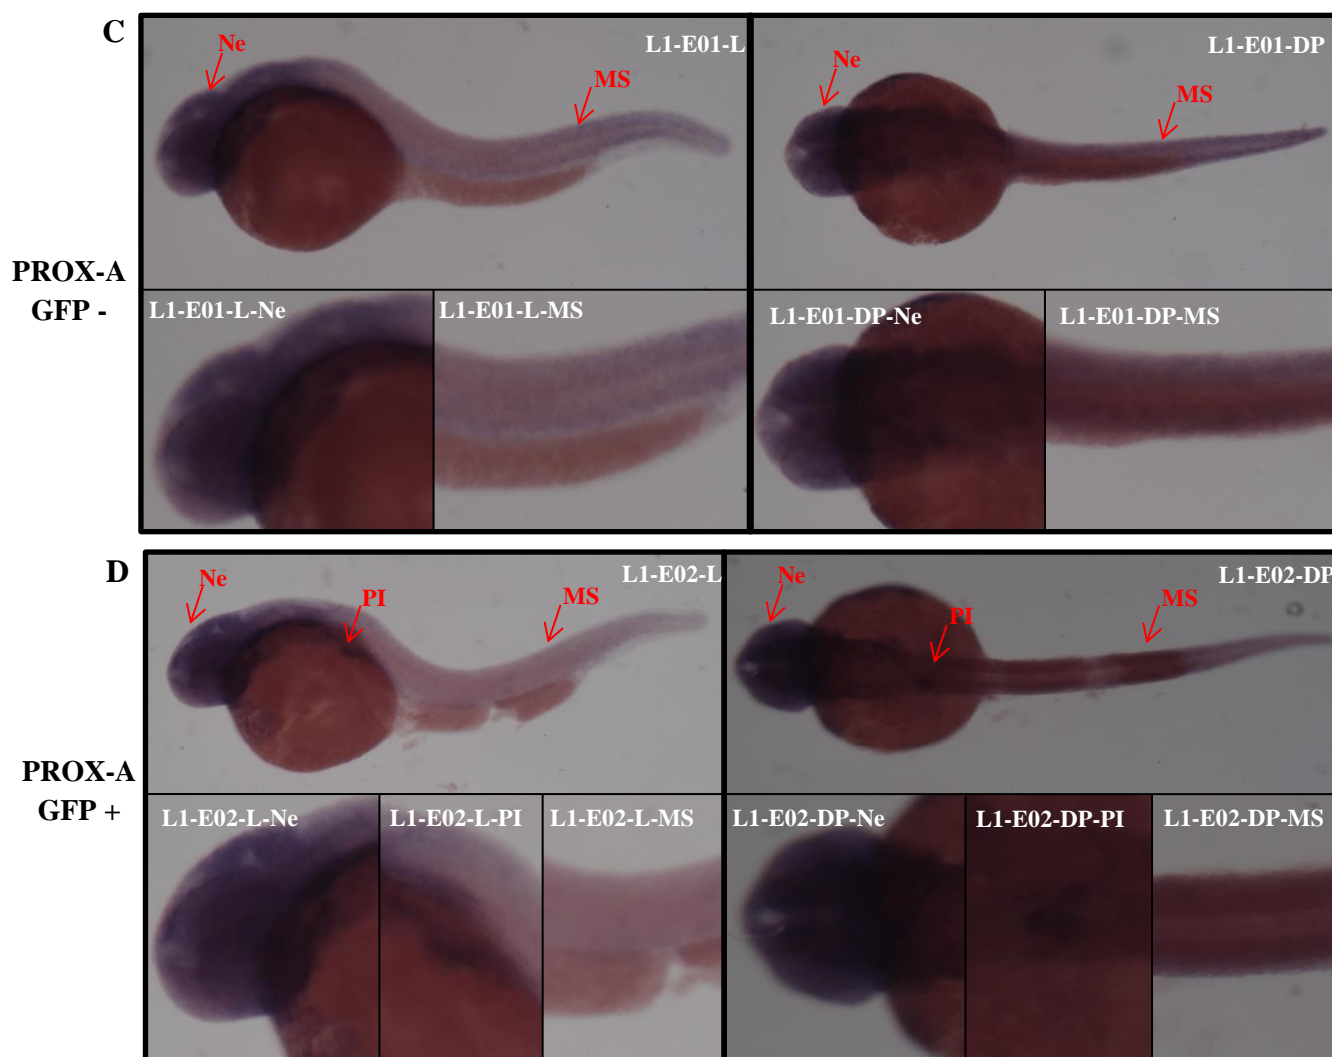 C
Ne
MS
L1-E01-L
Ne
MS
L1-E01-DP
PROX-A
GFP -
L1-E01-L-Ne
L1-E01-L-MS
L1-E01-DP-Ne
L1-E01-DP-MS
D
Ne
PI
MS
L1-E02-L
Ne
PI
MS
L1-E02-DP
PROX-A
GFP +
L1-E02-L-Ne
L1-E02-L-PI
L1-E02-L-MS
L1-E02-DP-Ne
L1-E02-DP-PI
L1-E02-DP-MS